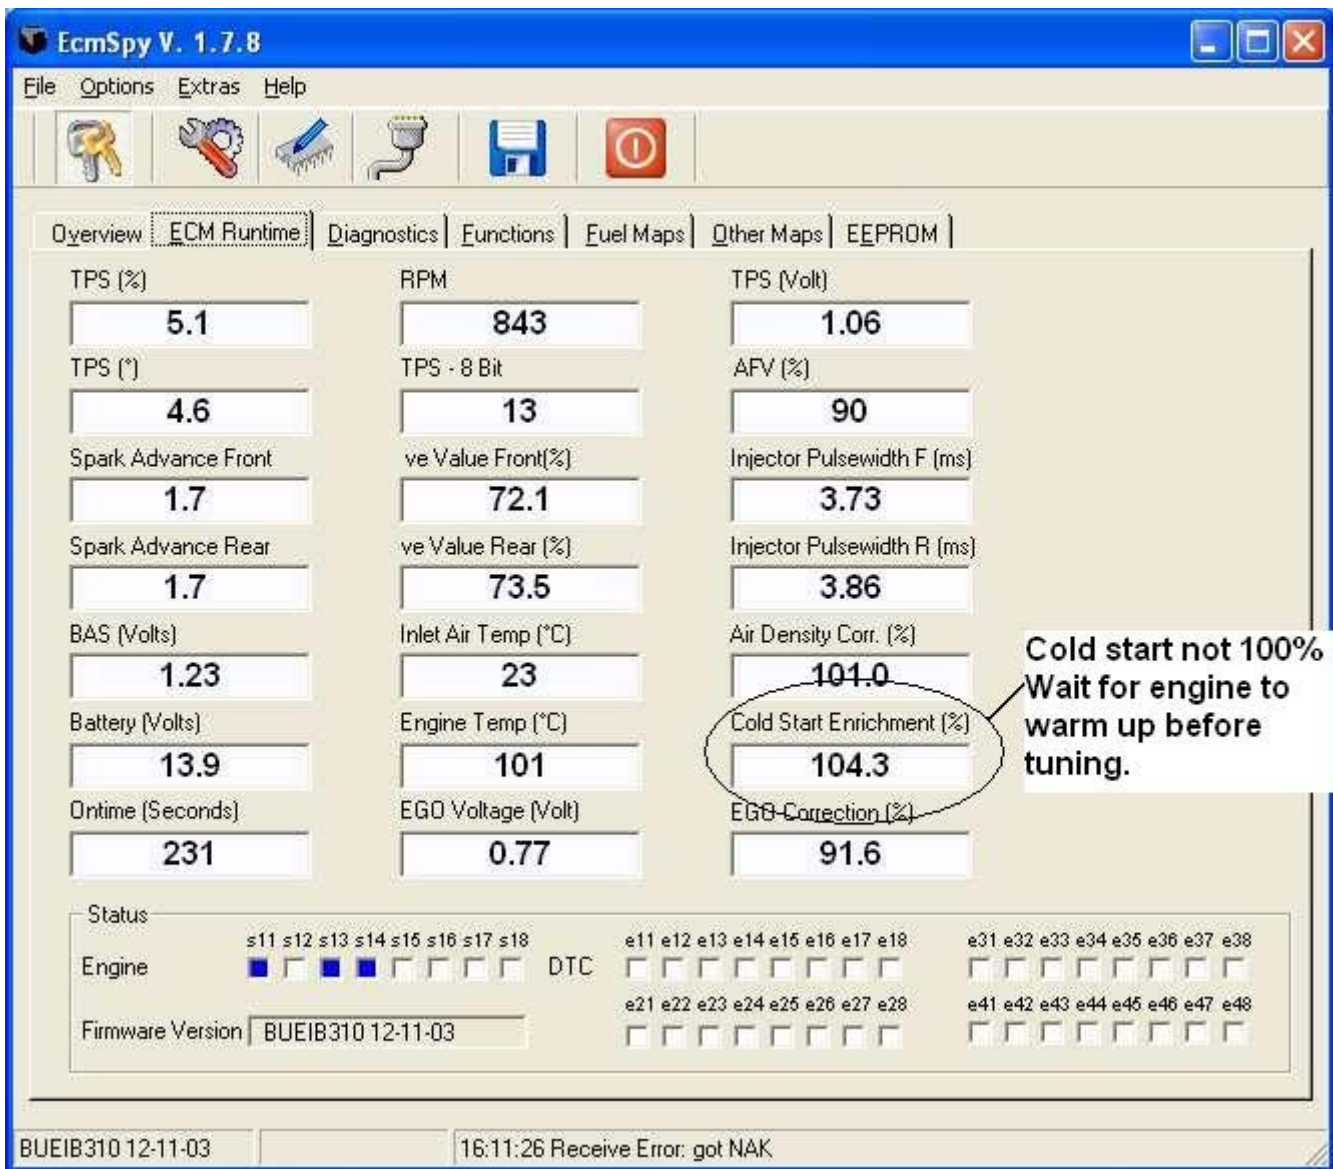 EcmSpy V. 1.7.8
File Options Extras Help
Overview ECM Runtime Diagnostics Functions Fuel Maps Other Maps EEPROM
TPS (%) RPM TPS (Volt)
5.1 843 1.06
TPS (°) TPS - 8 Bit AFV (%)
4.6 13 90
Spark Advance Front ve Value Front(%) Injector Pulsewidth F (ms)
1.7 72.1 3.73
Spark Advance Rear ve Value Rear (%) Injector Pulsewidth R (ms)
1.7 73.5 3.86
BAS (Volts) Inlet Air Temp (°C) Air Density Corr. (%)
1.23 23 101.0
Battery (Volts) Engine Temp (°C) Cold Start Enrichment (%)
13.9 101 104.3
Ontime (Seconds) EGO Voltage (Volt) EGO Correction (%)
231 0.77 91.6
Cold start not 100%
Wait for engine to
warm up before
tuning.
Status
s11 s12 s13 s14 s15 s16 s17 s18 e11 e12 e13 e14 e15 e16 e17 e18 e31 e32 e33 e34 e35 e36 e37 e38
Engine DTC
e21 e22 e23 e24 e25 e26 e27 e28 e41 e42 e43 e44 e45 e46 e47 e48
Firmware Version BUEIB310 12-11-03
BUEIB310 12-11-03 16:11:26 Receive Error: got NAK